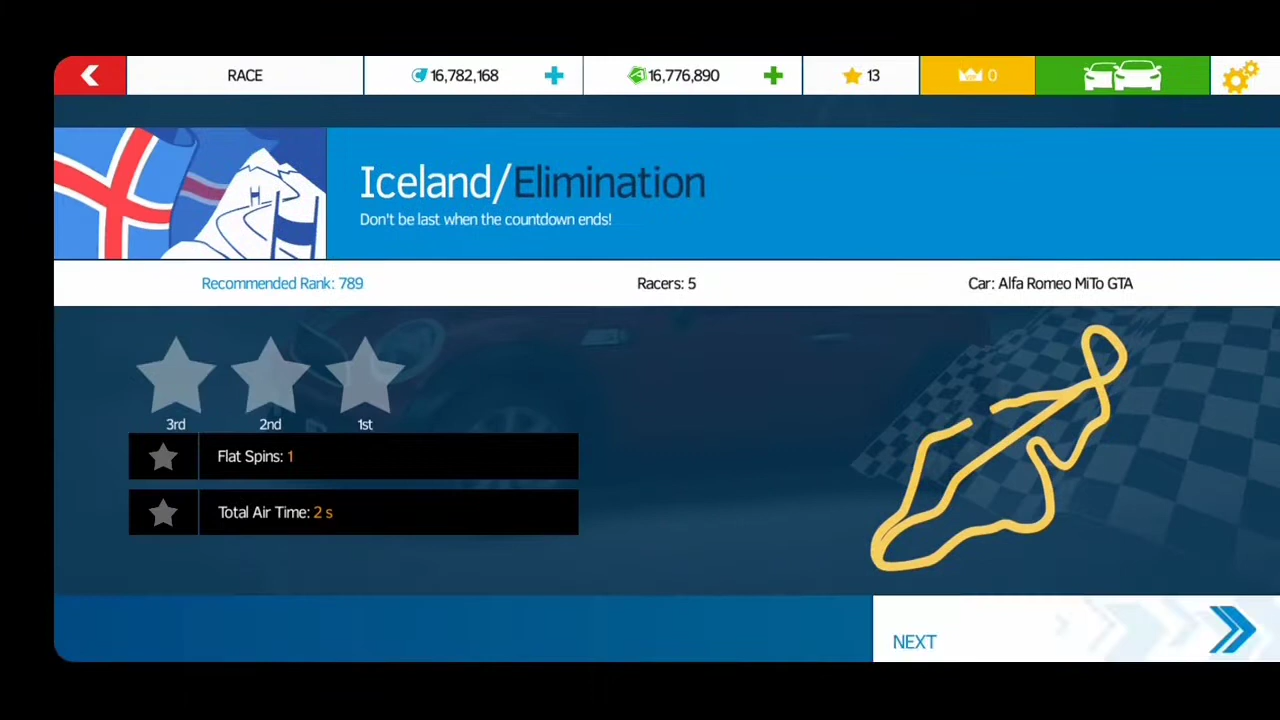 RACE
16,782,168
16,776,890
13
0
Iceland/Elimination
Don't be last when the countdown ends!
Recommended Rank: 789
Racers: 5
Car: Alfa Romeo MiTo GTA
3rd
2nd
1st
Flat Spins: 1
Total Air Time: 2 s
NEXT